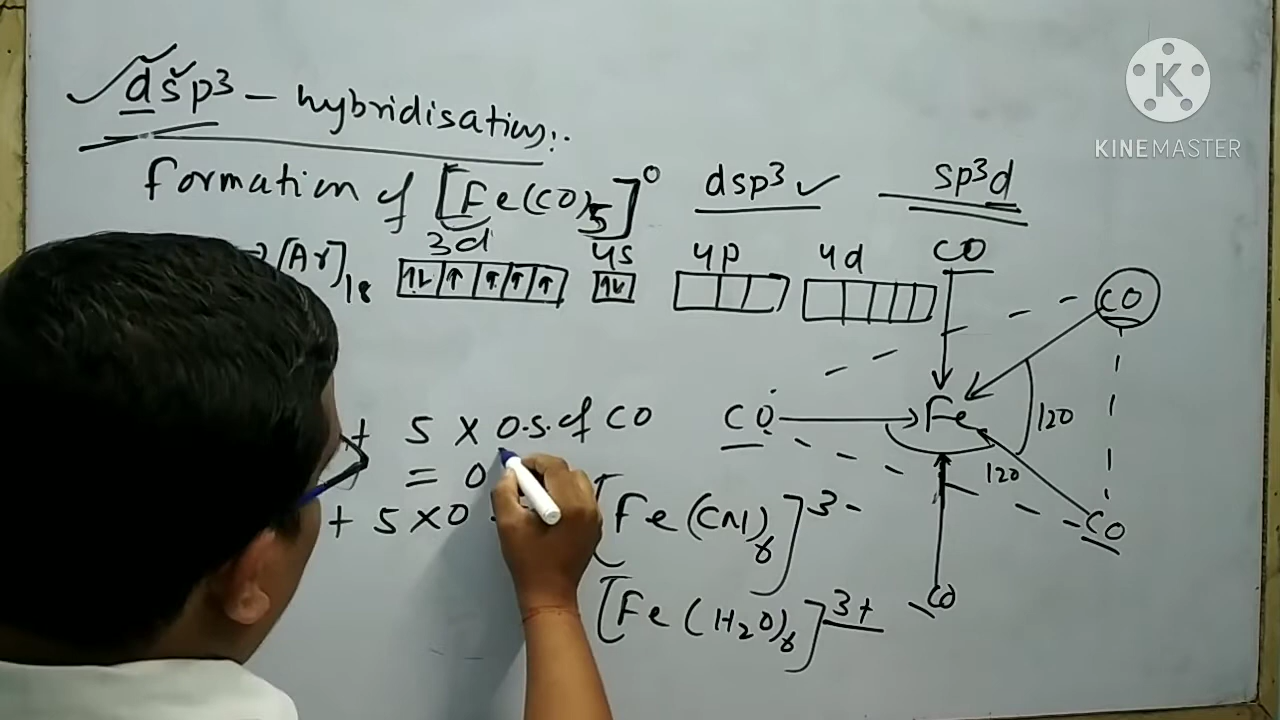 dsp³ - hybridisation:.
formation of [Fe(CO)5]⁰ dsp³ ✓ sp³d
3d 4s 4p 4d CO
[Ar]18 ↑↓ ↑ ↑ ↑ ↑ ↑↓
CO
+ 5 × O.S. of CO
= 0
+ 5 × 0
CO Fe 120
120
[Fe(CN)6]3-
CO
[Fe(H2O)6]3+
CO
K
KINEMASTER